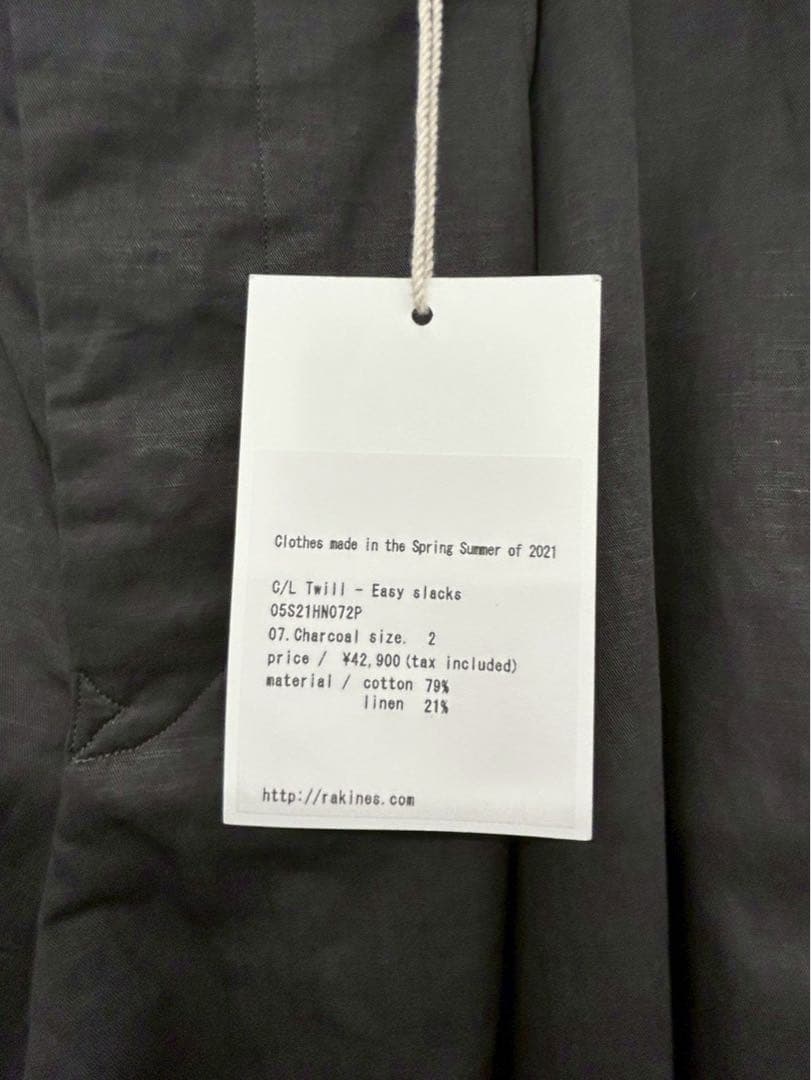 Clothes made in the Spring Summer of 2021
C/L Twill - Easy slacks
05S21HN072P
07.Charcoal size. 2
price / ¥42,900(tax included)
material / cotton 79%
linen 21%
http://rakines.com